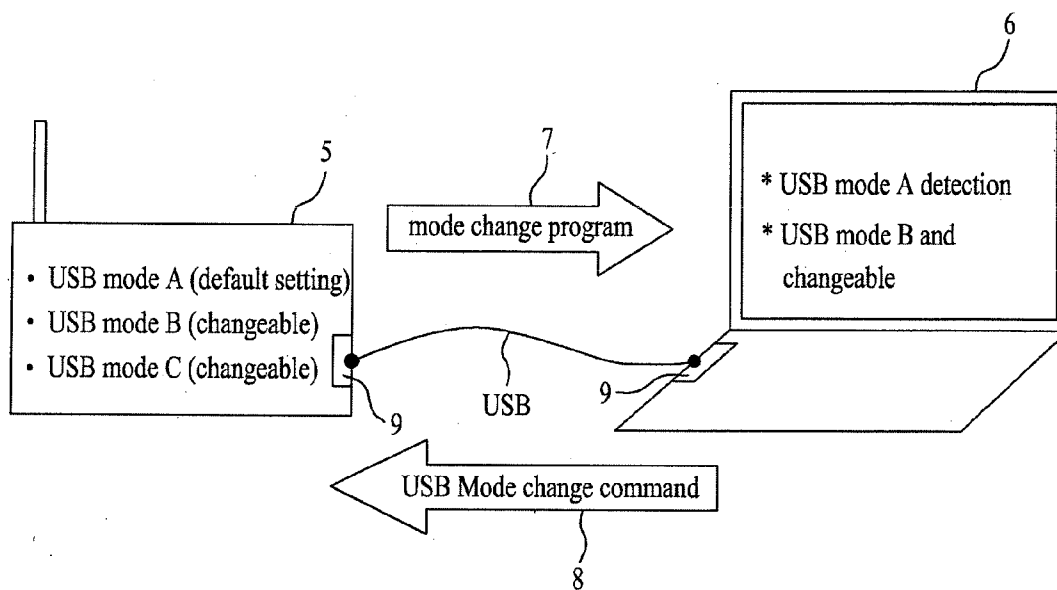 6
5
7
* USB mode A detection
mode change program
* USB mode B and
changeable
• USB mode A (default setting)
• USB mode B (changeable)
• USB mode C (changeable)
9
USB
9
USB Mode change command
8